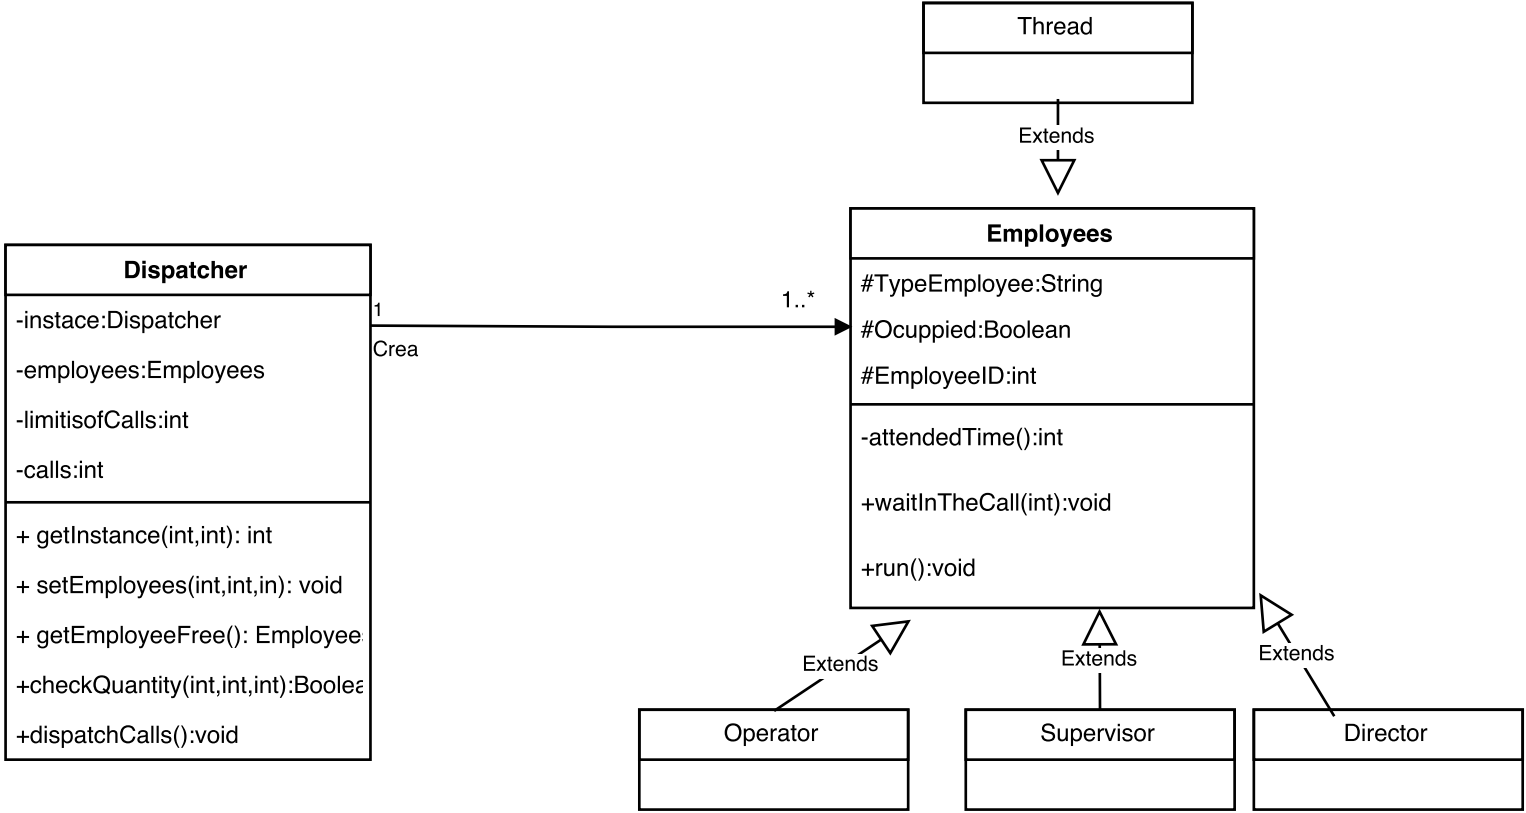 Thread
Extends
Employees
#TypeEmployee:String
#Ocuppied:Boolean
#EmployeeID:int
-attendedTime():int
+waitInTheCall(int):void
+run():void
Dispatcher
-instace:Dispatcher
-employees:Employees
-limitisofCalls:int
-calls:int
+ getInstance(int,int): int
+ setEmployees(int,int,in): void
+ getEmployeeFree(): Employee
+checkQuantity(int,int,int):Boolea
+dispatchCalls():void
1
Crea
1..*
Extends
Extends
Extends
Operator
Supervisor
Director